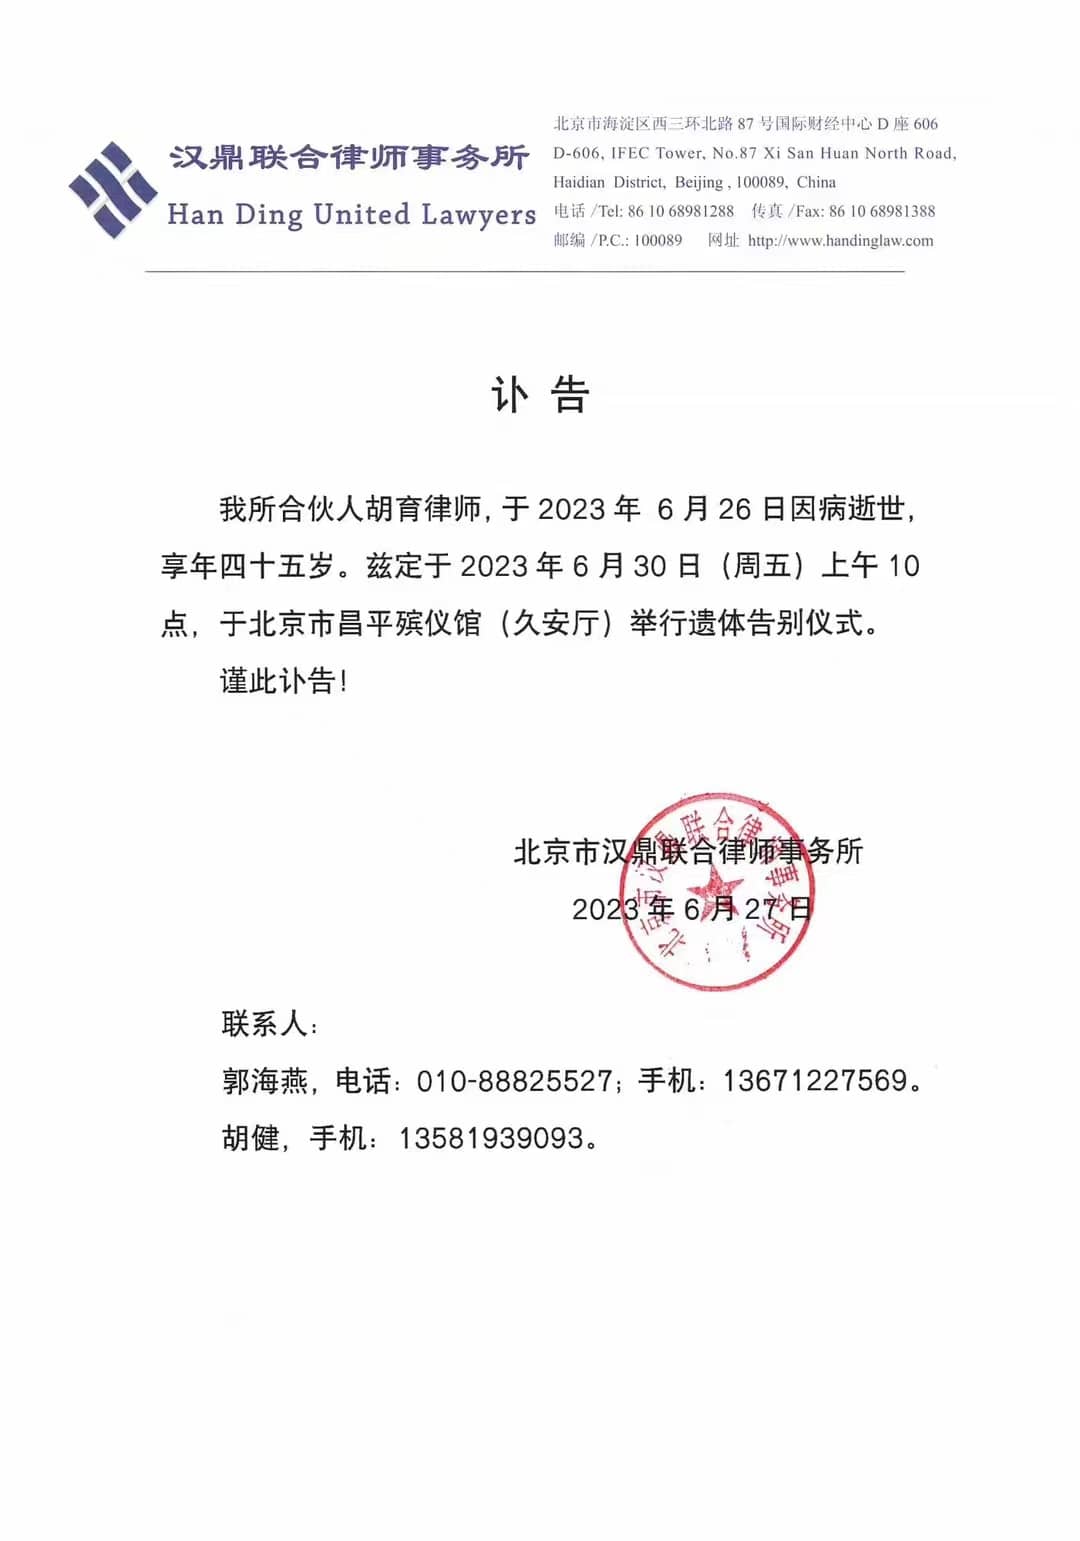 汉鼎联合律师事务所
Han Ding United Lawyers
北京市海淀区西三环北路 87 号国际财经中心 D 座 606
D-606, IFEC Tower, No.87 Xi San Huan North Road,
Haidian District, Beijing , 100089, China
电话 /Tel: 86 10 68981288 传真 /Fax: 86 10 68981388
邮编 /P.C.: 100089 网址 http://www.handinglaw.com
讣 告
我所合伙人胡育律师, 于 2023 年 6 月 26 日因病逝世,
享年四十五岁。兹定于 2023 年 6 月 30 日（周五）上午 10
点，于北京市昌平殡仪馆（久安厅）举行遗体告别仪式。
谨此讣告!
北京市汉鼎联合律师事务所
2023 年 6 月 27 日
北京市汉鼎联合律师事务所
联系人:
郭海燕, 电话: 010-88825527; 手机: 13671227569。
胡健, 手机: 13581939093。